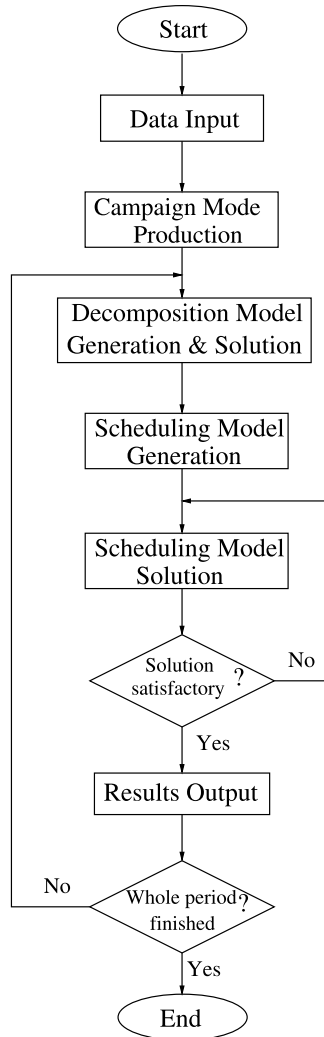 Start
Data Input
Campaign Mode
Production
Decomposition Model
Generation & Solution
Scheduling Model
Generation
Scheduling Model
Solution
Solution
satisfactory ?
No
Yes
Results Output
No
Whole period ?
finished
Yes
End